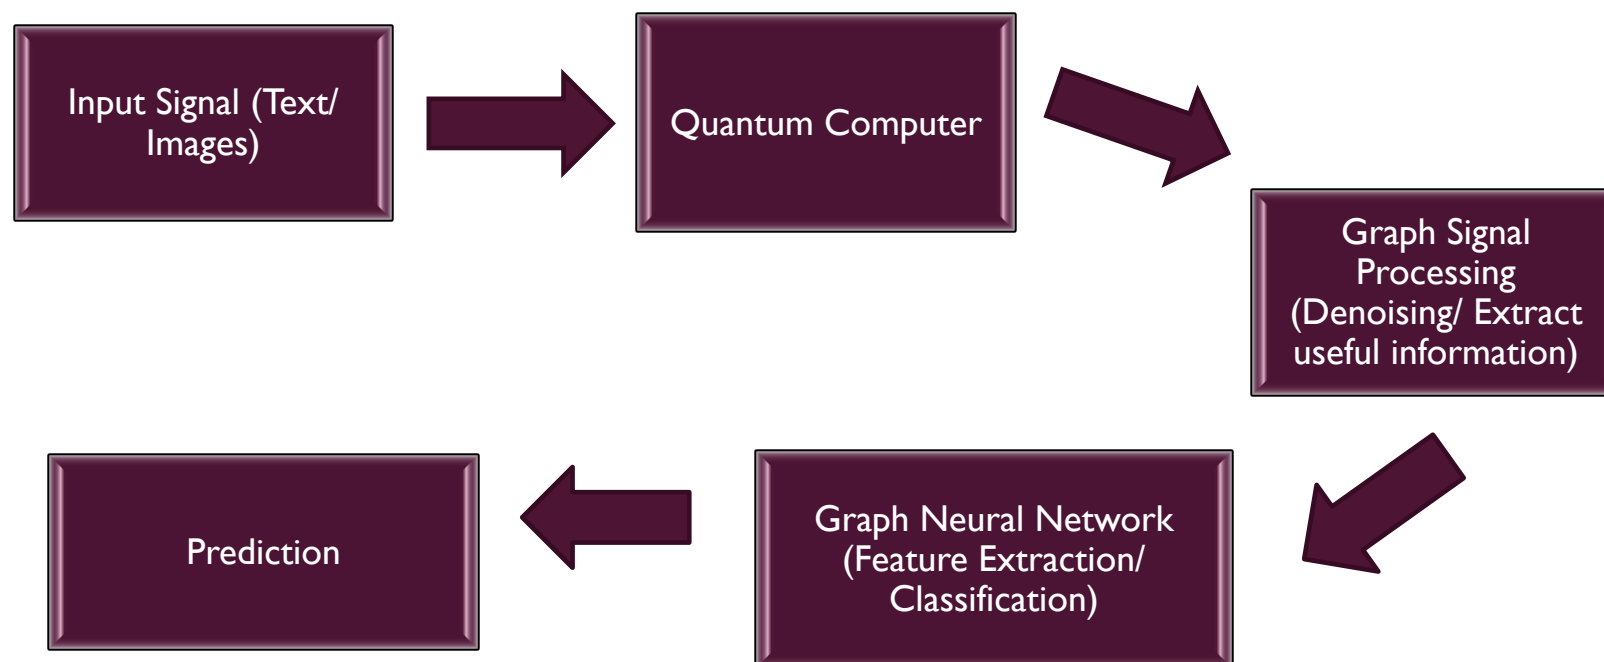 Input Signal (Text/
Images)
Quantum Computer
Graph Signal
Processing
(Denoising/ Extract
useful information)
Graph Neural Network
(Feature Extraction/
Classification)
Prediction